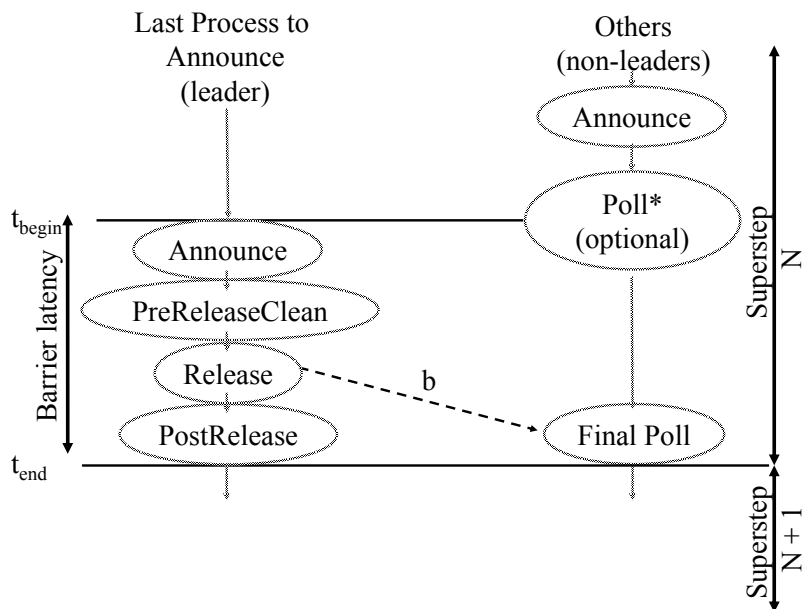 Last Process to
Announce
(leader)
Others
(non-leaders)
Announce
Poll*
(optional)
t_begin
Announce
PreReleaseClean
Release
b
PostRelease
Final Poll
t_end
Barrier latency
Superstep
N
Superstep
N + 1